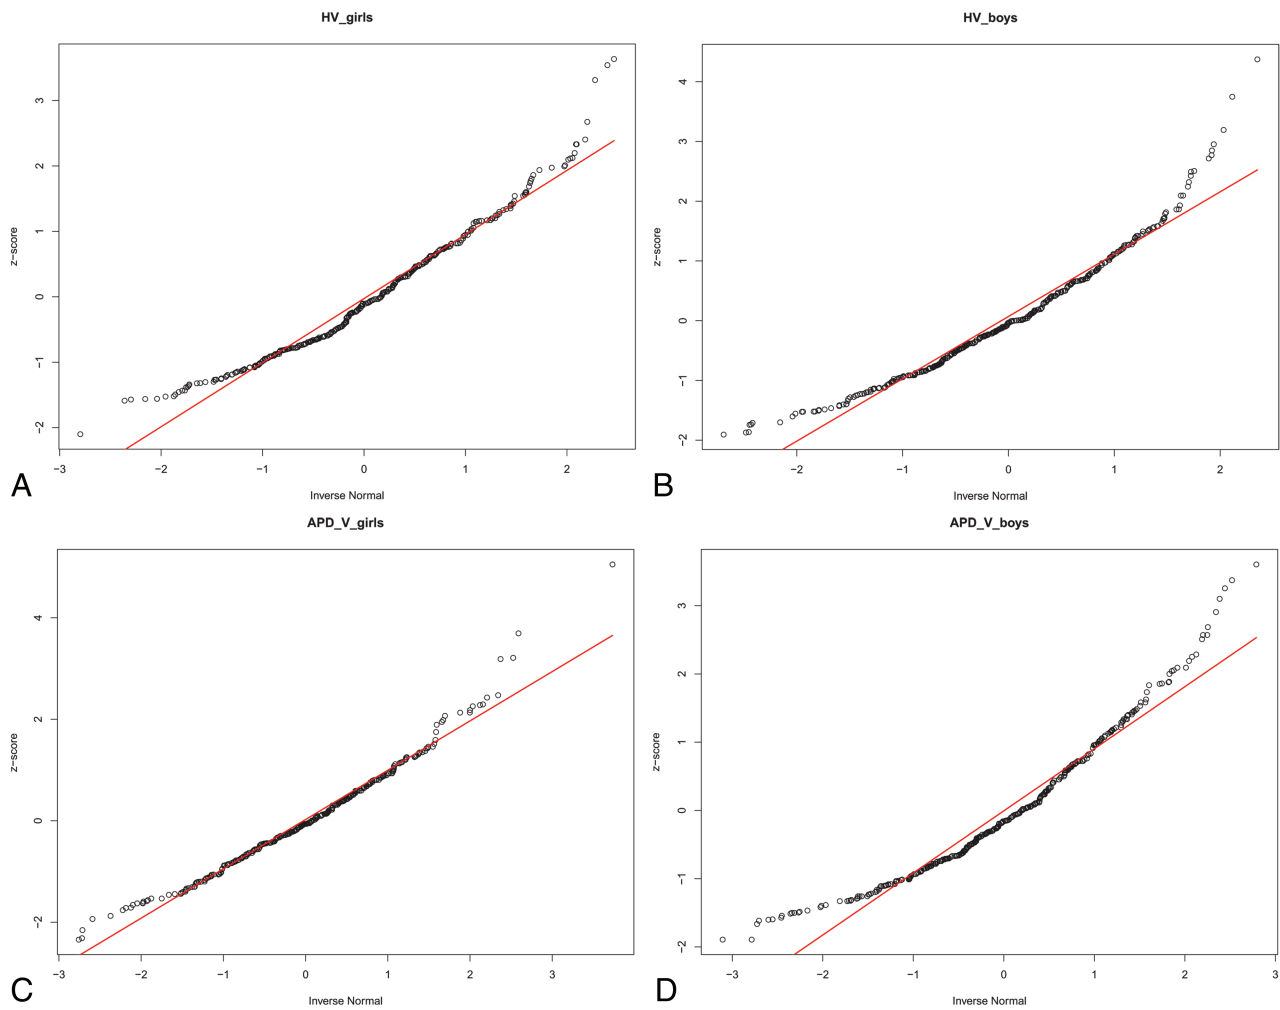 HV_girls
z−score
3
2
1
0
−1
−2
−3 −2 −1 0 1 2
Inverse Normal
A
HV_boys
z−score
4
3
2
1
0
−1
−2
−2 −1 0 1 2
Inverse Normal
B
APD_V_girls
z−score
4
2
0
−2
−3 −2 −1 0 1 2 3
Inverse Normal
C
APD_V_boys
z−score
3
2
1
0
−1
−2
−3 −2 −1 0 1 2 3
Inverse Normal
D